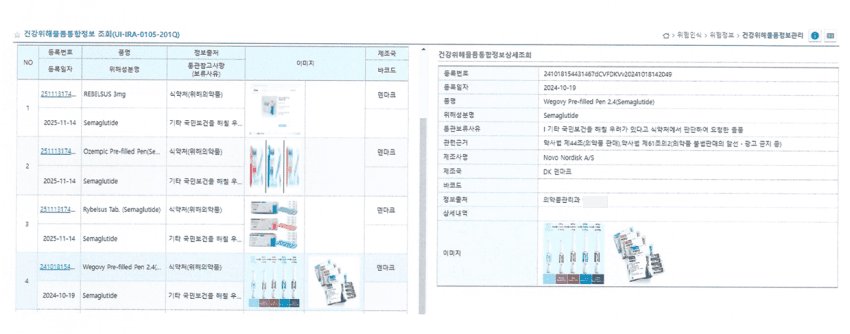 건강위해물품통합정보 조회(UI-IRA-0105-201Q)
위험인식 > 위험정보 > 건강위해물품정보관리
NO 등록번호 품명 정보출처 이미지 제조국
등록일자 위해성분명 통관참고사항 (보류사유) 바코드
1 251113174... REBELSUS 3mg 식약처(위해의약품) 덴마크
2025-11-14 Semaglutide 기타 국민보건을 해칠 우...
2 251113174... Ozempic Pre-filled Pen(Se... 식약처(위해의약품) 덴마크
2025-11-14 Semaglutide 기타 국민보건을 해칠 우...
3 251113174... Rybelsus Tab. (Semaglutide) 식약처(위해의약품) 덴마크
2025-11-14 Semaglutide 기타 국민보건을 해칠 우...
4 241018154... Wegovy Pre-filled Pen 2.4(... 식약처(위해의약품) 덴마크
2024-10-19 Semaglutide 기타 국민보건을 해칠 우...
건강위해물품통합정보상세조회
등록번호 241018154431467dCVFDKVv20241018142049
등록일자 2024-10-19
품명 Wegovy Pre-filled Pen 2.4(Semaglutide)
위해성분명 Semaglutide
통관보류사유 I 기타 국민보건을 해칠 우려가 있다고 식약처에서 판단하여 요청한 물품
관련근거 약사법 제44조(의약품 판매),약사법 제61조의2(의약품 불법판매의 알선·광고 금지 등)
제조사명 Novo Nordisk A/S
제조국 DK 덴마크
바코드
정보출처 의약품관리과
상세내역
이미지